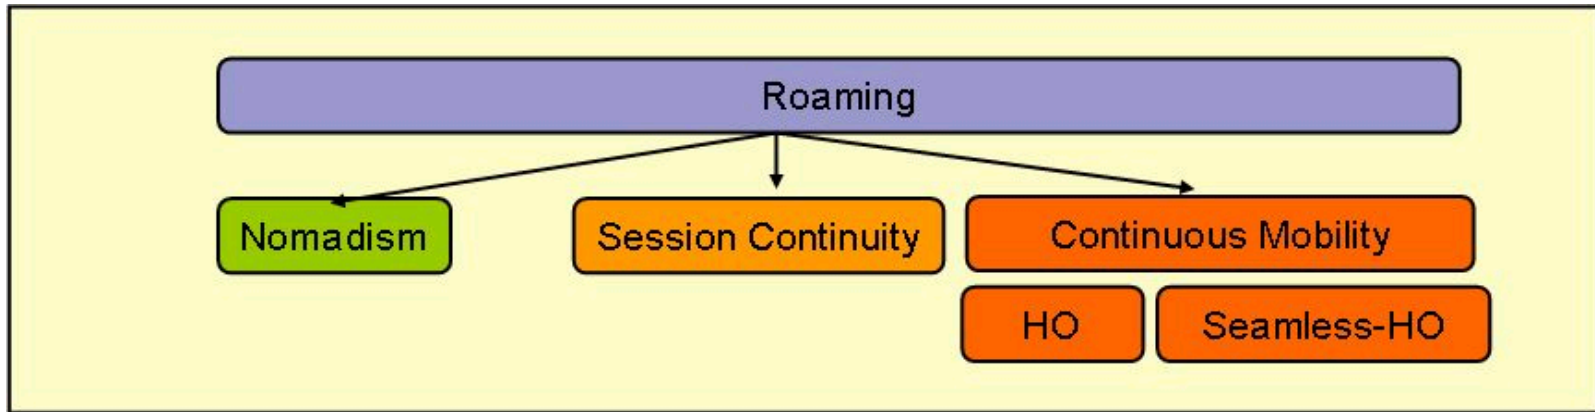 Roaming
Nomadism
Session Continuity
Continuous Mobility
HO
Seamless-HO